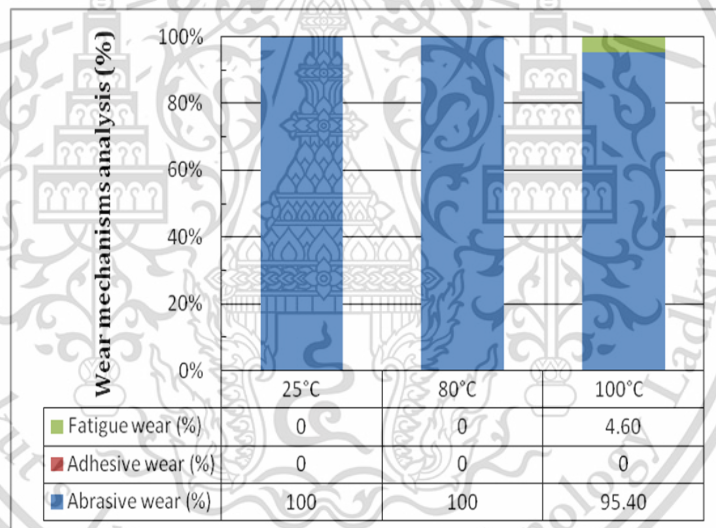 Wear mechanisms analysis (%)
100%
80%
60%
40%
20%
0%
25°C 80°C 100°C
Fatigue wear (%) 0 0 4.60
Adhesive wear (%) 0 0 0
Abrasive wear (%) 100 100 95.40